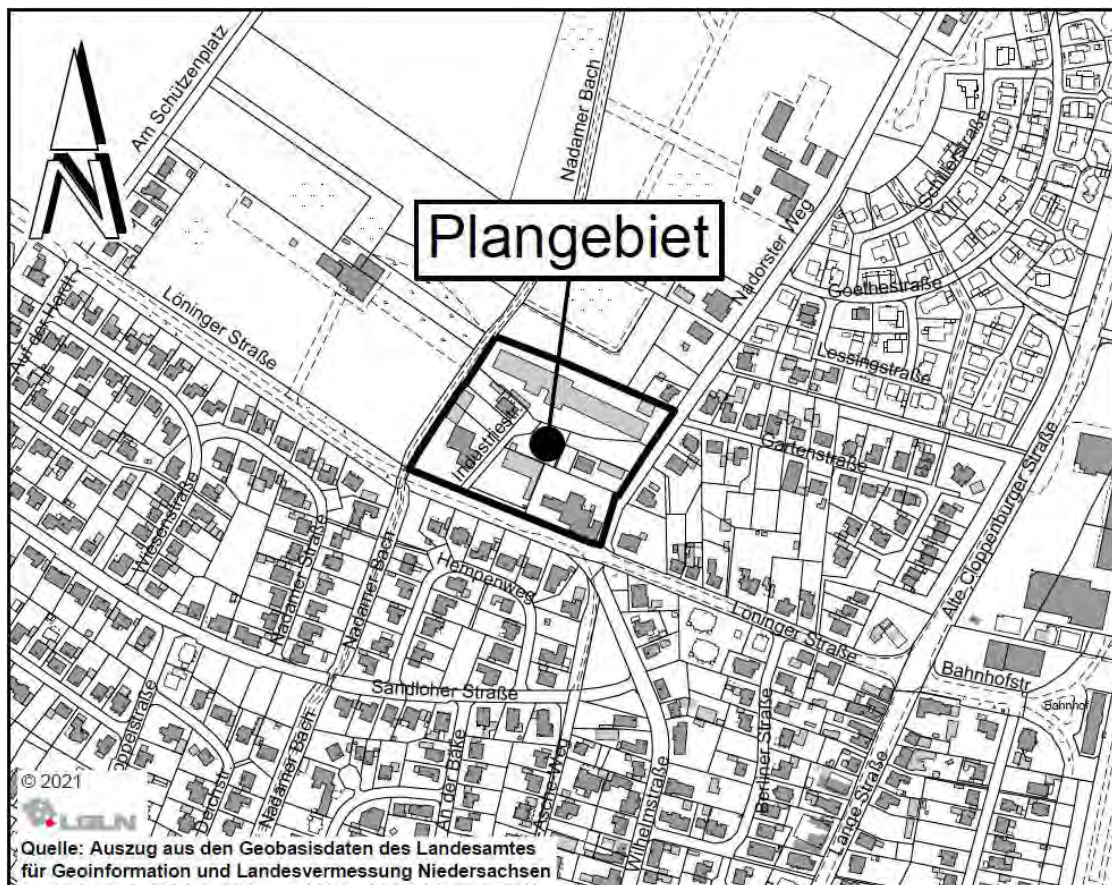 Am Schützenplatz
Nadamer Bach
Schillerstraße
N
Plangebiet
Nadorster Weg
Goethestraße
Auf der Hardt
Löninger Straße
Lessingstraße
Industriestr.
Gartenstraße
Wiesenstraße
Nadamer Straße
Nadamer Bach
Hempenweg
Alte Cloppenburger Straße
Löninger Straße
Bahnhofstr
Sandloher Straße
Bahnhof
Nadamer Bach
An der Bäke
Wilhelmstraße
Berliner Straße
Lange Straße
© 2021
LGLN
Quelle: Auszug aus den Geobasisdaten des Landesamtes
für Geoinformation und Landesvermessung Niedersachsen